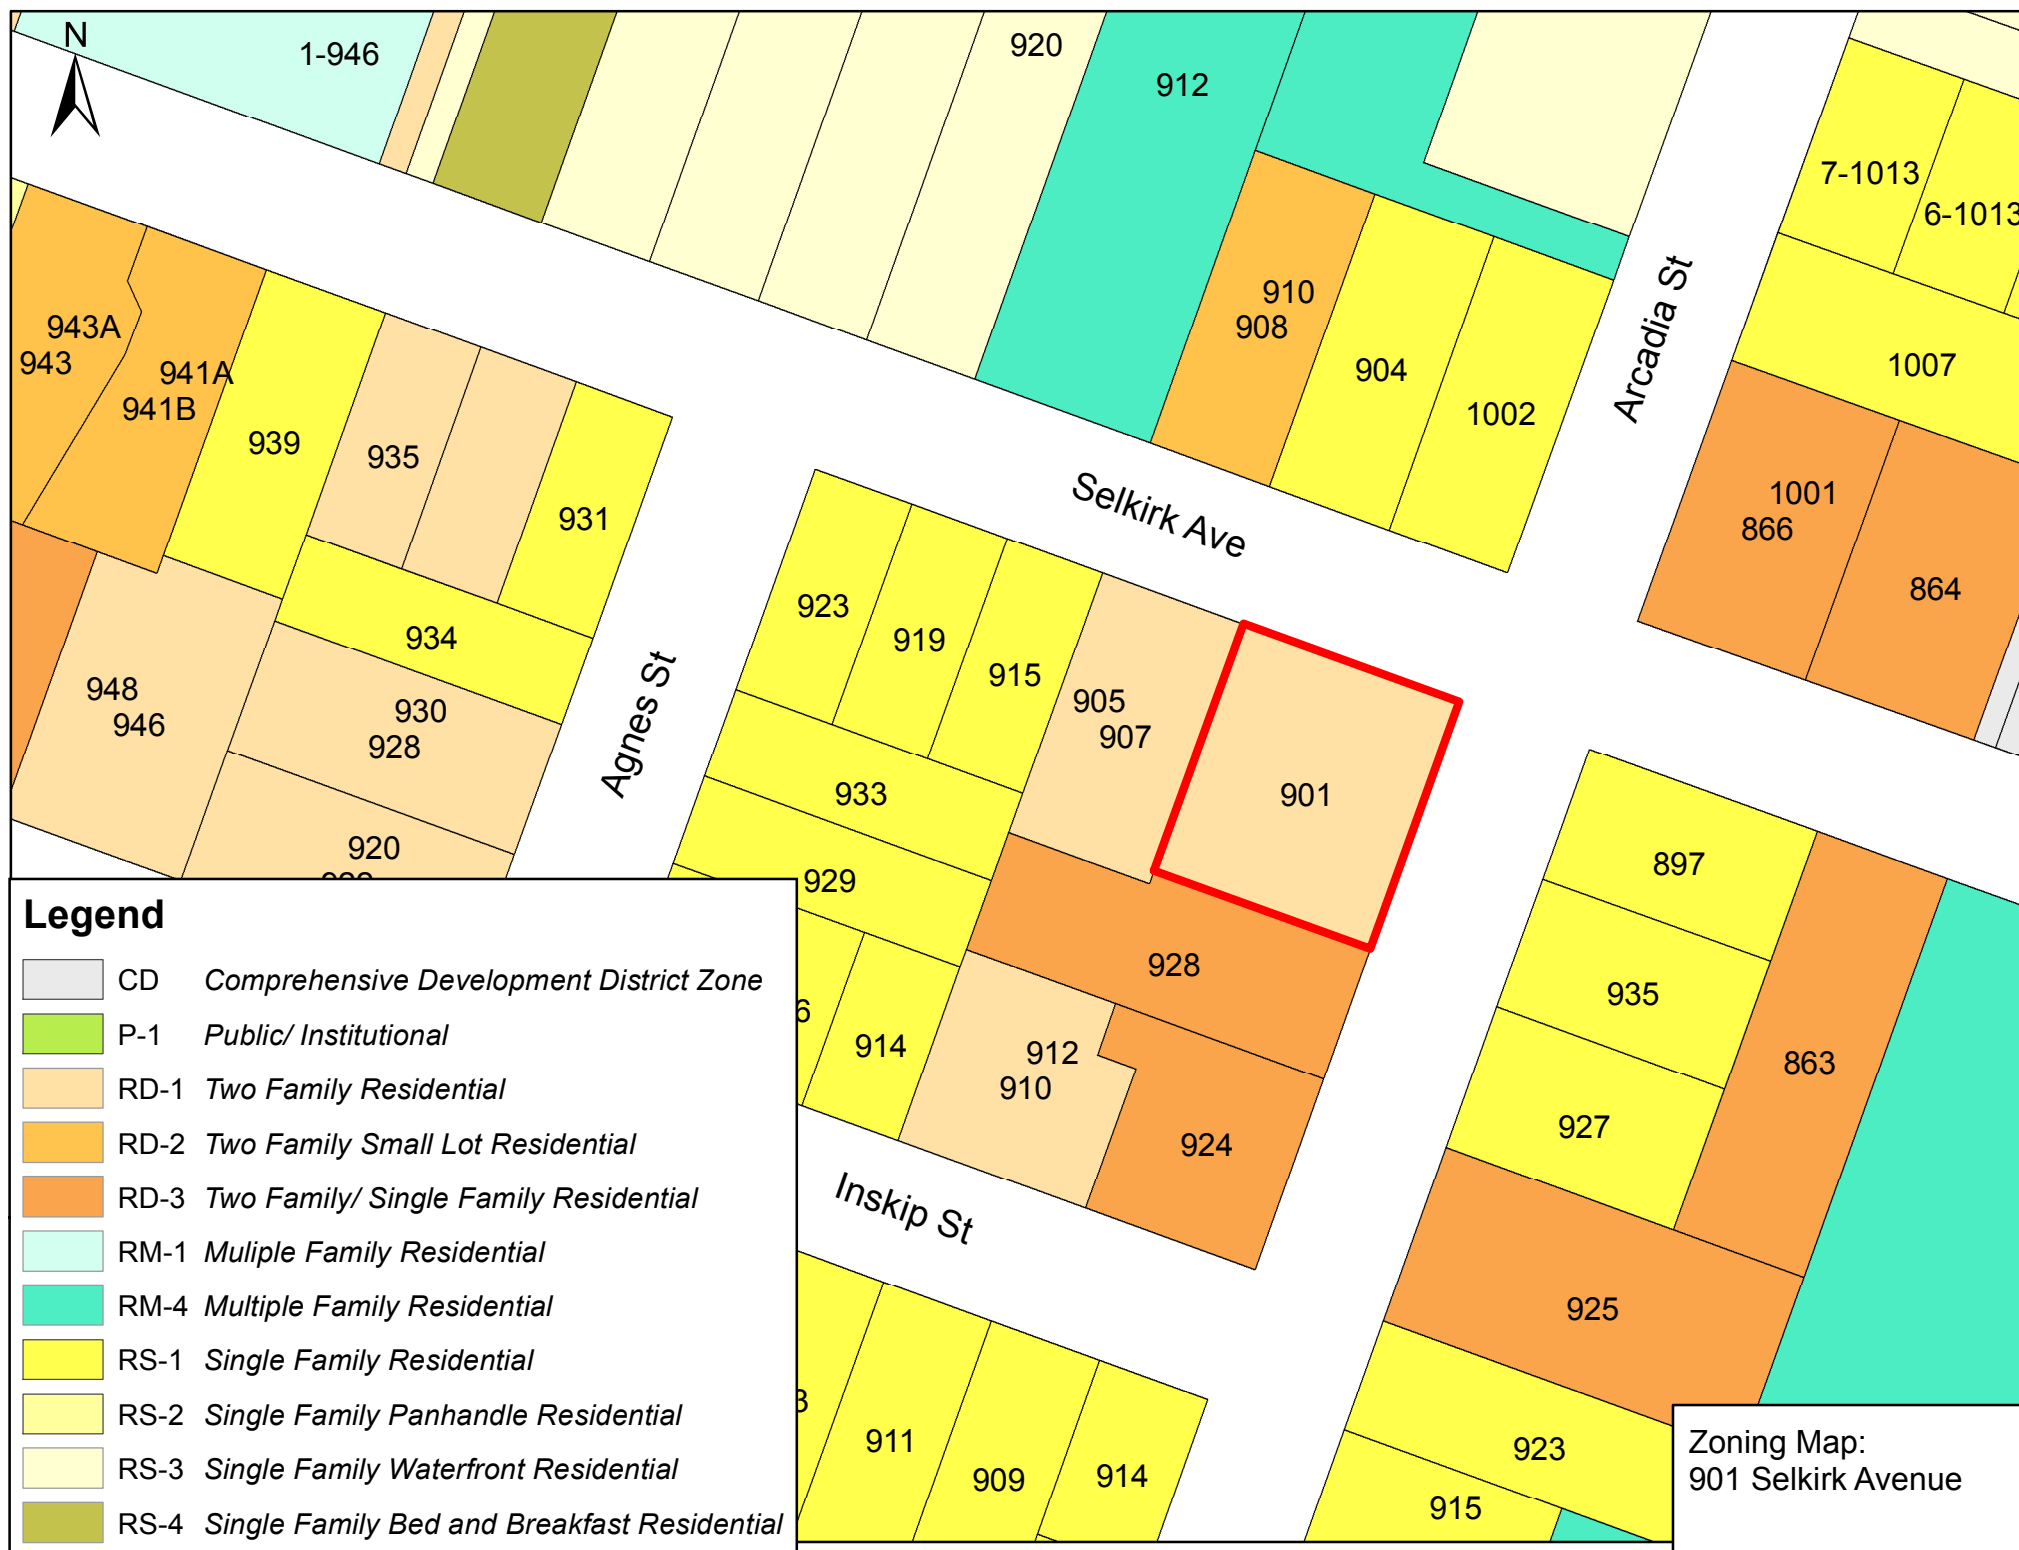 N
1-946
920
912
7-1013
6-1013
910
908
904
1002
Arcadia St
1007
943A
943
941A
941B
939
935
931
Selkirk Ave
1001
866
864
923
919
915
934
948
946
930
928
Agnes St
905
907
901
933
920
929
897
928
935
914
912
910
863
924
927
Inskip St
925
911
909
914
923
915
Legend
CD Comprehensive Development District Zone
P-1 Public/ Institutional
RD-1 Two Family Residential
RD-2 Two Family Small Lot Residential
RD-3 Two Family/ Single Family Residential
RM-1 Muliple Family Residential
RM-4 Multiple Family Residential
RS-1 Single Family Residential
RS-2 Single Family Panhandle Residential
RS-3 Single Family Waterfront Residential
RS-4 Single Family Bed and Breakfast Residential
Zoning Map:
901 Selkirk Avenue